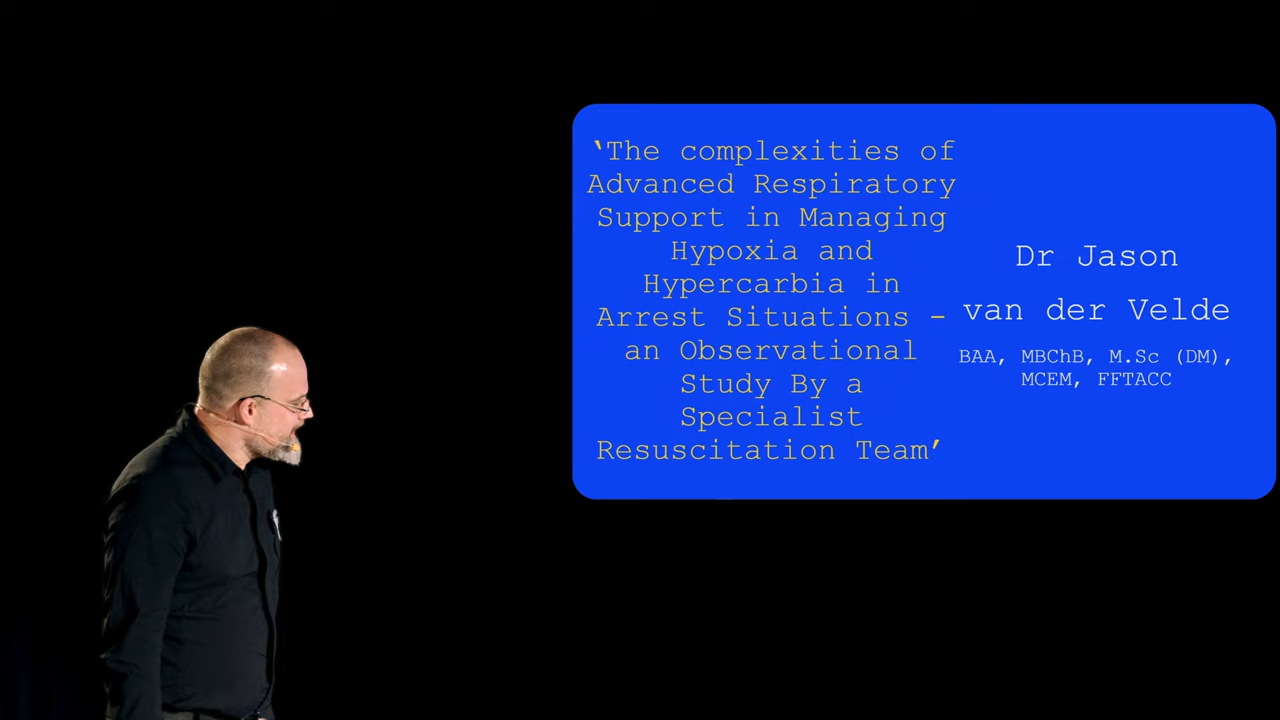 ‘The complexities of
Advanced Respiratory
Support in Managing
Hypoxia and
Hypercarbia in
Arrest Situations –
an Observational
Study By a
Specialist
Resuscitation Team’
Dr Jason
van der Velde
BAA, MBChB, M.Sc (DM),
MCEM, FFTACC